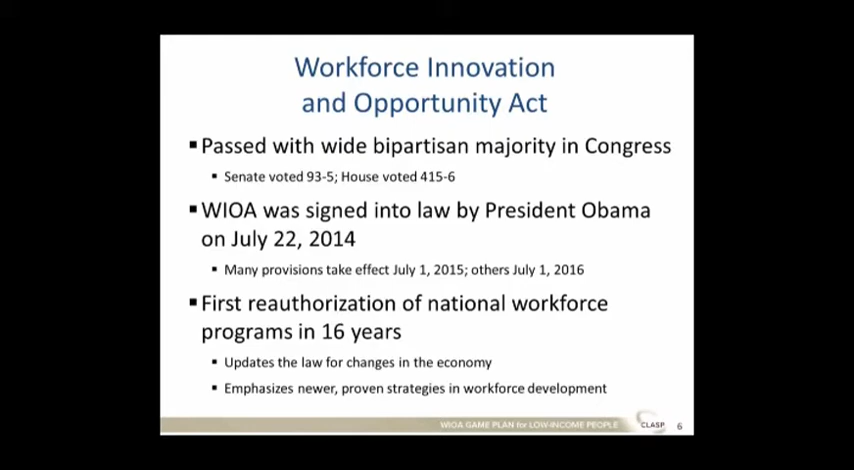 Workforce Innovation
and Opportunity Act
▪ Passed with wide bipartisan majority in Congress
▪ Senate voted 93-5; House voted 415-6
▪ WIOA was signed into law by President Obama
on July 22, 2014
▪ Many provisions take effect July 1, 2015; others July 1, 2016
▪ First reauthorization of national workforce
programs in 16 years
▪ Updates the law for changes in the economy
▪ Emphasizes newer, proven strategies in workforce development
WIOA GAME PLAN for LOW-INCOME PEOPLE CLASP 6